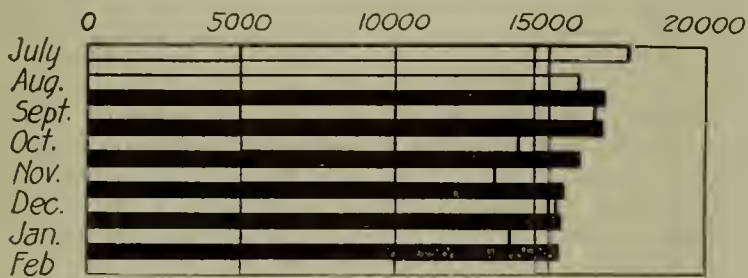 0 5000 10000 15000 20000
July
Aug.
Sept.
Oct.
Nov.
Dec.
Jan.
Feb